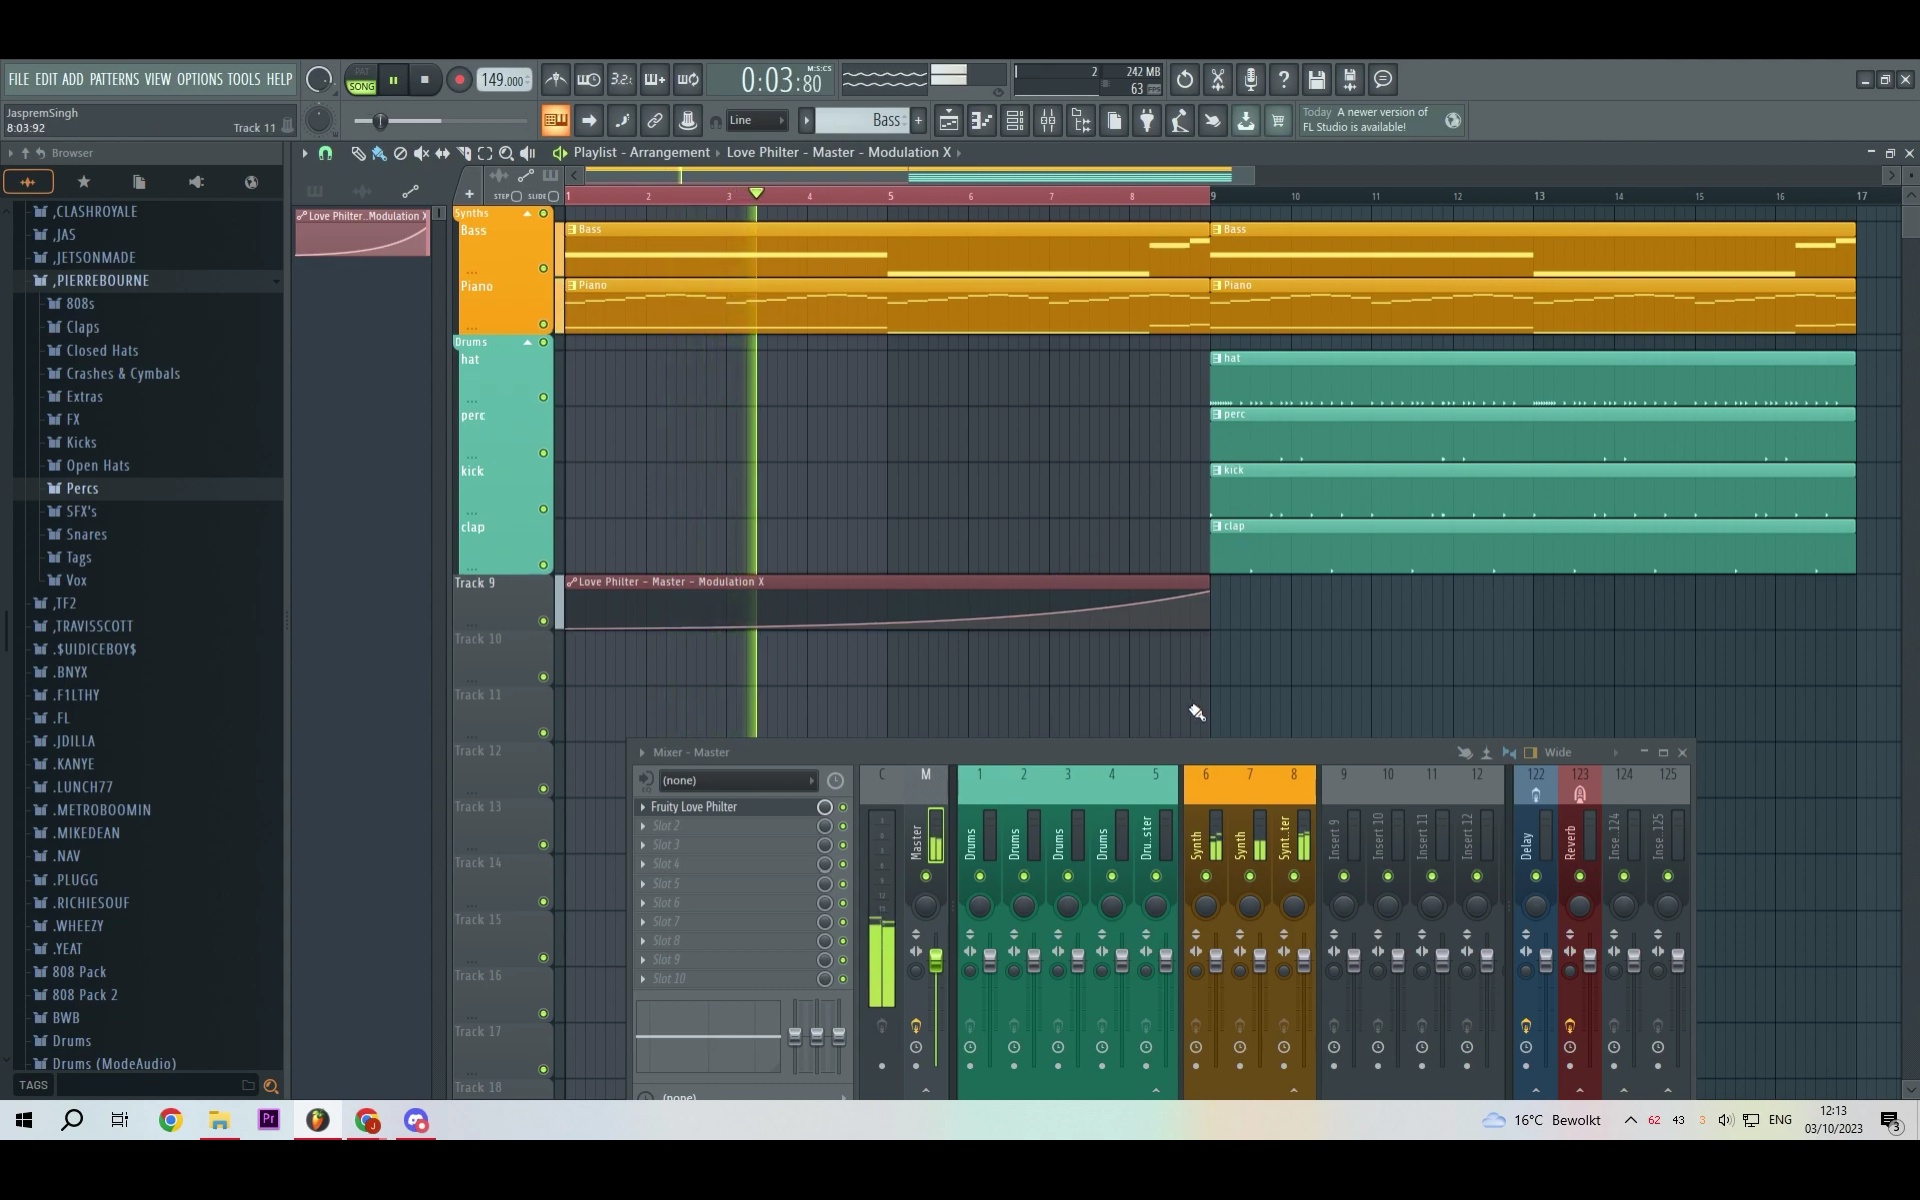 FILE EDIT ADD PATTERNS VIEW OPTIONS TOOLS HELP
PAT
SONG
149.000
3.2.
0:03:80
M:S:CS
2
242 MB
63
JaspremSingh
8:03:92
Track 11
Line
Bass
Today A newer version of
FL Studio is available!
Browser
Playlist - Arrangement
Love Philter - Master - Modulation X
STEP
SLIDE
1 2 3 4 5 6 7 8 9 10 11 12 13 14 15 16 17
Love Philter..Modulation X
,CLASHROYALE
,JAS
,JETSONMADE
,PIERREBOURNE
808s
Claps
Closed Hats
Crashes & Cymbals
Extras
FX
Kicks
Open Hats
Percs
SFX's
Snares
Tags
Vox
,TF2
,TRAVISSCOTT
.$UIDICEBOY$
.BNYX
.F1LTHY
.FL
.JDILLA
.KANYE
.LUNCH77
.METROBOOMIN
.MIKEDEAN
.NAV
.PLUGG
.RICHIESOUF
.WHEEZY
.YEAT
808 Pack
808 Pack 2
BWB
Drums
Drums (ModeAudio)
TAGS
Synths
Bass
Piano
Drums
hat
perc
kick
clap
Track 9
Track 10
Track 11
Track 12
Track 13
Track 14
Track 15
Track 16
Track 17
Track 18
Bass
Bass
Piano
Piano
hat
perc
kick
clap
Love Philter - Master - Modulation X
Mixer - Master
Wide
(none)
Fruity Love Philter
Slot 2
Slot 3
Slot 4
Slot 5
Slot 6
Slot 7
Slot 8
Slot 9
Slot 10
(none)
C M 1 2 3 4 5 6 7 8 9 10 11 12 122 123 124 125
Master
Drums
Drums
Drums
Drums
Dru..ster
Synth
Synth
Synt..ter
Insert 9
Insert 10
Insert 11
Insert 12
Delay
Reverb
Inse..124
Inse..125
Pr
16°C Bewolkt
62 43 3
ENG
12:13
03/10/2023
3